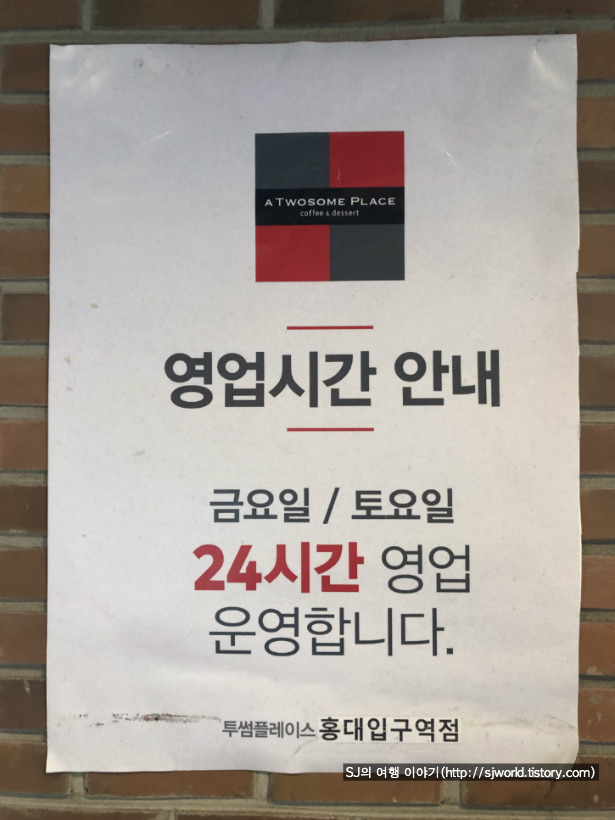 A TWOSOME PLACE
coffee & dessert
영업시간 안내
금요일 / 토요일
24시간 영업
운영합니다.
투썸플레이스 홍대입구역점
SJ의 여행 이야기(http://sjworld.tistory.com)